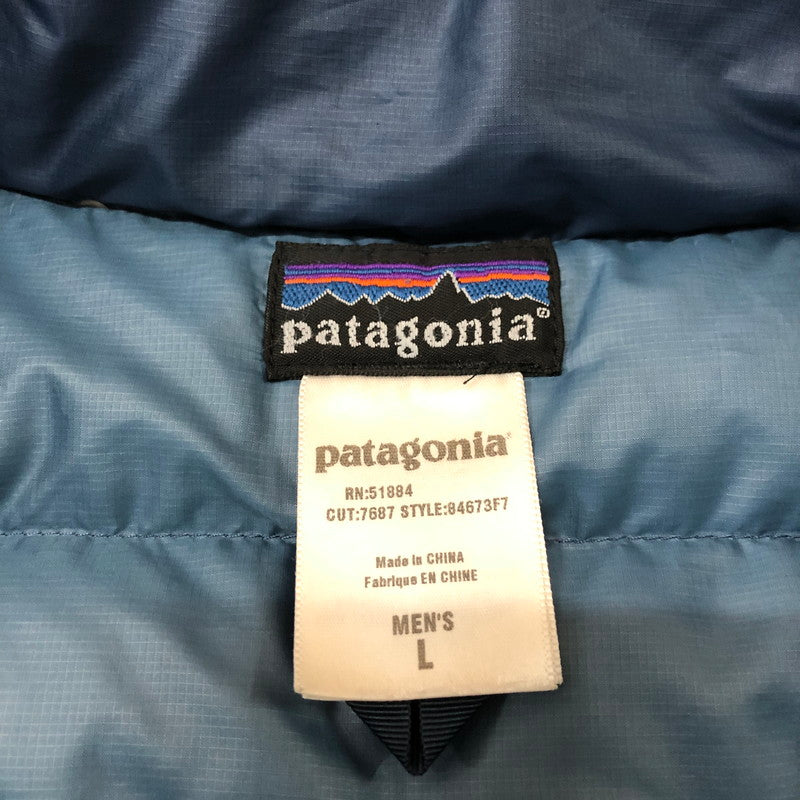 patagonia®
patagonia®
RN:51884
CUT:7687 STYLE:84673F7
Made in CHINA
Fabriqué EN CHINE
MEN'S
L